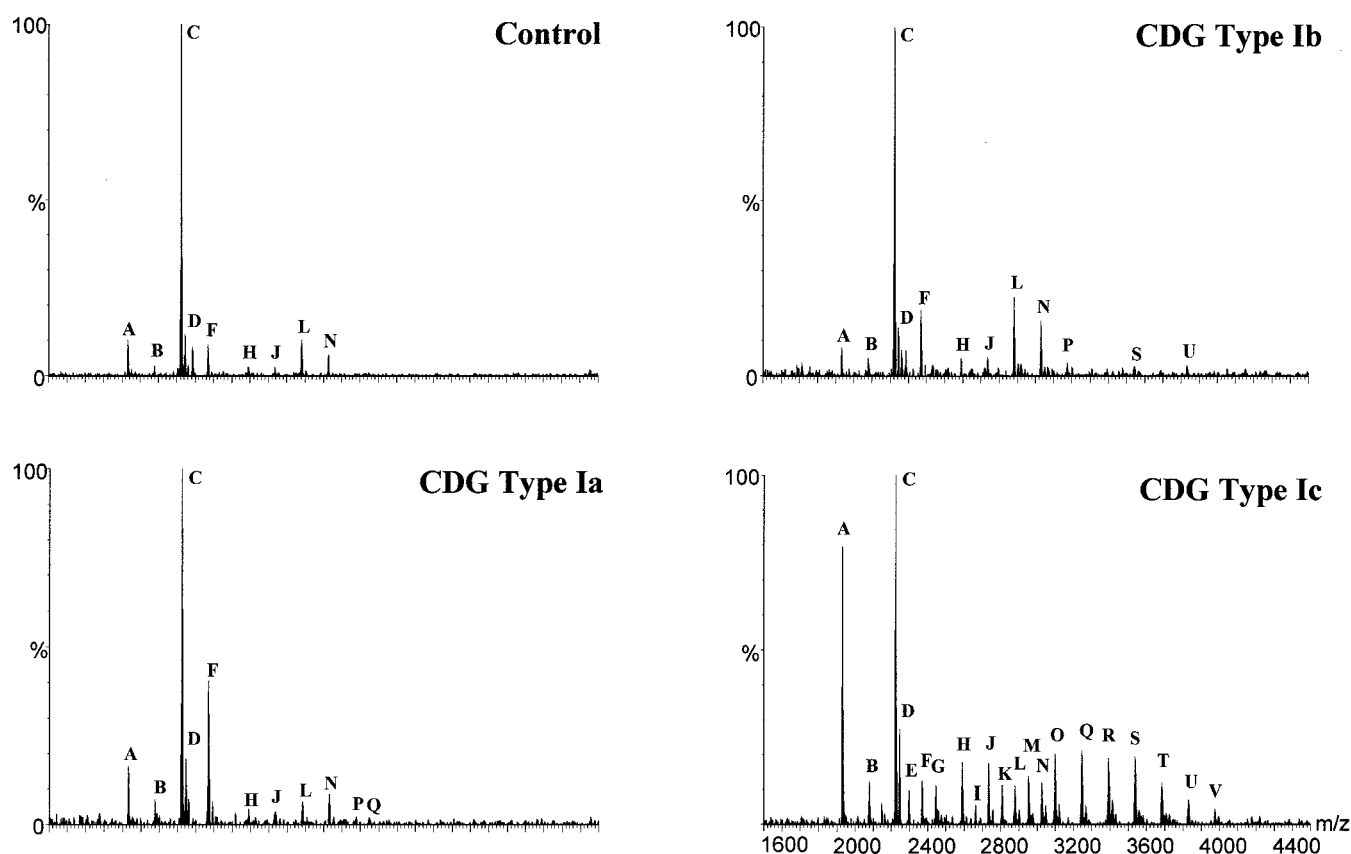 Control
100
%
0
A
B
C
D
F
H
J
L
N
CDG Type Ib
100
%
0
A
B
C
D
F
H
J
L
N
P
S
U
CDG Type Ia
100
%
0
A
B
C
D
F
H
J
L
N
P
Q
CDG Type Ic
100
%
A
B
C
D
E
F
G
H
I
J
K
L
M
N
O
Q
R
S
T
U
V
0
1600 2000 2400 2800 3200 3600 4000 4400 m/z